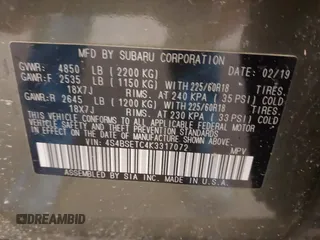 MFD BY SUBARU CORPORATION
GVWR: 4850 LB (2200 KG) 02/19
GAWR:F 2535 LB (1150 KG) WITH 225/60R18 TIRES,
18X7J RIMS, AT 240 KPA (35 PSI) COLD
GAWR:R 2645 LB (1200 KG) WITH 225/60R18 TIRES,
18X7J RIMS, AT 230 KPA (33 PSI) COLD
THIS VEHICLE CONFORMS TO ALL
APPLICABLE FEDERAL MOTOR VEHICLE
SAFETY, BUMPER, AND THEFT PREVENTION
STANDARDS IN EFFECT ON THE DATE OF
MANUFACTURE SHOWN ABOVE.
VIN: 4S4BSETC4K3317072 MPV
ASSEMBLED BY SIA INC. MADE IN U.S.A.
DREAMBID